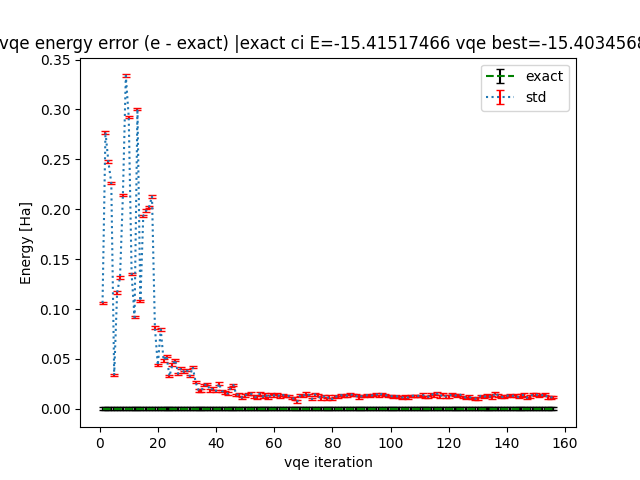 vqe energy error (e - exact) |exact ci E=-15.41517466 vqe best=-15.4034568
0.35
0.30
0.25
0.20
0.15
0.10
0.05
0.00
Energy [Ha]
exact
std
0 20 40 60 80 100 120 140 160
vqe iteration